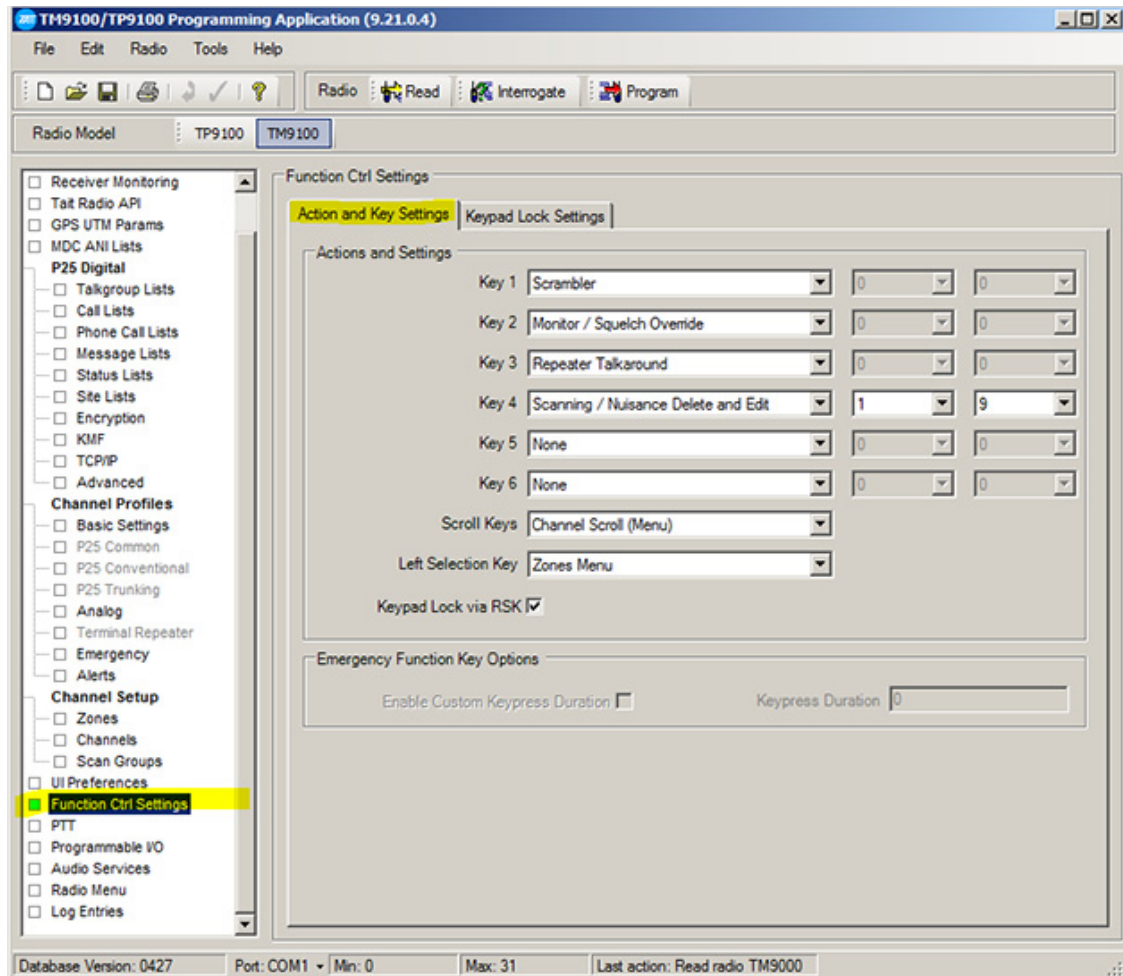 TM9100/TP9100 Programming Application (9.21.0.4)
File Edit Radio Tools Help
Radio Read Interrogate Program
Radio Model TP9100 TM9100
Receiver Monitoring
Tait Radio API
GPS UTM Params
MDC ANI Lists
P25 Digital
Talkgroup Lists
Call Lists
Phone Call Lists
Message Lists
Status Lists
Site Lists
Encryption
KMF
TCP/IP
Advanced
Channel Profiles
Basic Settings
P25 Common
P25 Conventional
P25 Trunking
Analog
Terminal Repeater
Emergency
Alerts
Channel Setup
Zones
Channels
Scan Groups
UI Preferences
Function Ctrl Settings
PTT
Programmable I/O
Audio Services
Radio Menu
Log Entries
Function Ctrl Settings
Action and Key Settings Keypad Lock Settings
Actions and Settings
Key 1 Scrambler 0 0
Key 2 Monitor / Squelch Override 0 0
Key 3 Repeater Talkaround 0 0
Key 4 Scanning / Nuisance Delete and Edit 1 9
Key 5 None 0 0
Key 6 None 0 0
Scroll Keys Channel Scroll (Menu)
Left Selection Key Zones Menu
Keypad Lock via RSK
Emergency Function Key Options
Enable Custom Keypress Duration Keypress Duration 0
Database Version: 0427 Port: COM1 Min: 0 Max: 31 Last action: Read radio TM9000